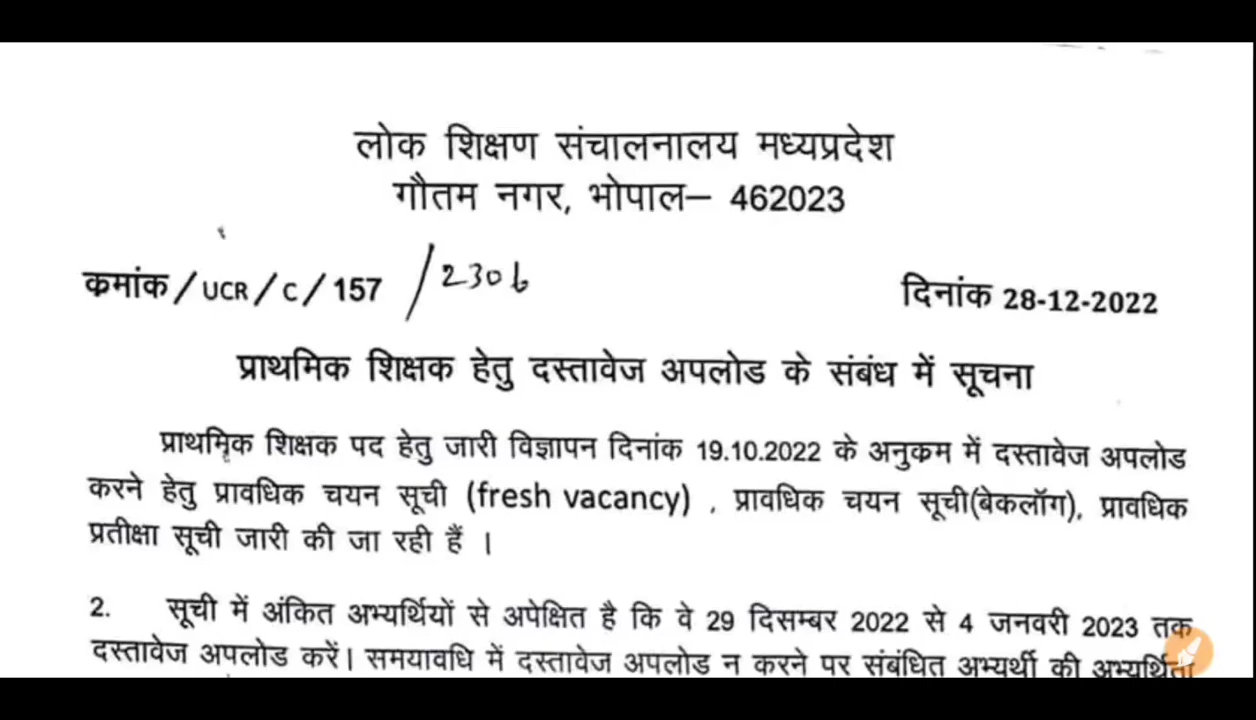 लोक शिक्षण संचालनालय मध्यप्रदेश
गौतम नगर, भोपाल– 462023
कमांक / UCR / C / 157 / 2306
दिनांक 28-12-2022
प्राथमिक शिक्षक हेतु दस्तावेज अपलोड के संबंध में सूचना
प्राथमिक शिक्षक पद हेतु जारी विज्ञापन दिनांक 19.10.2022 के अनुकम में दस्तावेज अपलोड
करने हेतु प्रावधिक चयन सूची (fresh vacancy) , प्रावधिक चयन सूची(बेकलॉग), प्रावधिक
प्रतीक्षा सूची जारी की जा रही हैं ।
2. सूची में अंकित अभ्यर्थियों से अपेक्षित है कि वे 29 दिसम्बर 2022 से 4 जनवरी 2023 तक
दस्तावेज अपलोड करें। समयावधि में दस्तावेज अपलोड न करने पर संबंधित अभ्यर्थी की अभ्यर्थिता